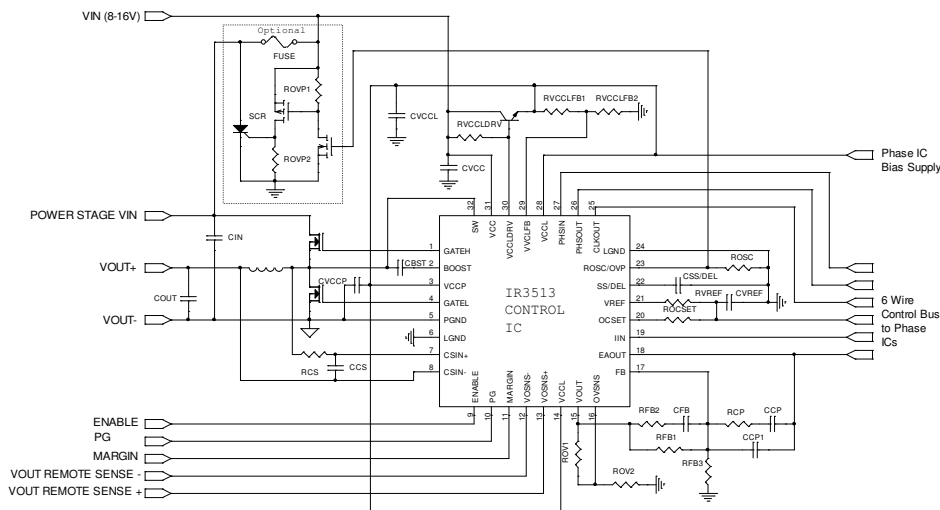 VIN (8-16V)
Optional
FUSE
ROVP1
SCR
ROVP2
CVCCL
RVCCLDRV
RVCCLFB1
RVCCLFB2
CVCC
Phase IC
Bias Supply
POWER STAGE VIN
CIN
VOUT+
COUT
VOUT-
CVCCP
CBST
RCS
CCS
32 31 30 29 28 27 26 25
SW
VCC
VCCLDRV
VVCLFB
VCCL
PHSIN
PHSOUT
CLKOUT
1 GATEH
2 BOOST
3 VCCP
4 GATEL
5 PGND
6 LGND
7 CSIN+
8 CSIN-
IR3513
CONTROL
IC
LGND 24
ROSC/OVP 23
SS/DEL 22
VREF 21
OCSET 20
IIN 19
EAOUT 18
FB 17
ENABLE
PG
MARGIN
VOSNS-
VOSNS+
VCCL
VOUT
OVSNS
9 10 11 12 13 14 15 16
ROSC
CSS/DEL
RVREF
CVREF
ROCSET
6 Wire
Control Bus
to Phase
ICs
RFB2
CFB
RCP
CCP
RFB1
CCP1
RFB3
ROV1
ROV2
ENABLE
PG
MARGIN
VOUT REMOTE SENSE -
VOUT REMOTE SENSE +